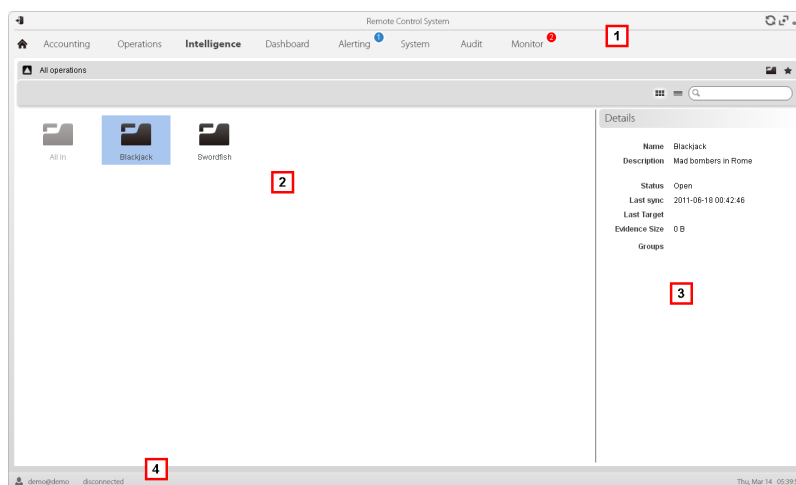 Remote Control System
Accounting Operations Intelligence Dashboard Alerting 1 System Audit Monitor 2
1
All operations
Details
All In Blackjack Swordfish
Name Blackjack
Description Mad bombers in Rome
2
Status Open
Last sync 2011-06-18 00:42:46
Last Target
Evidence Size 0 B
Groups
3
4
demo@demo disconnected
Thu, Mar 14 05:39: